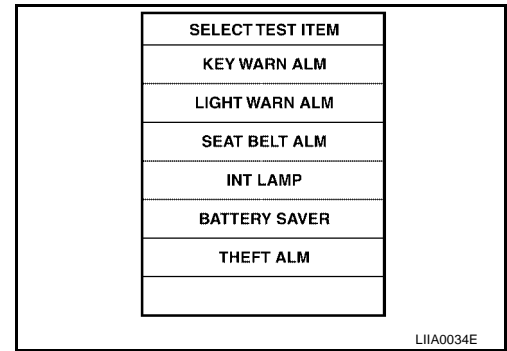 SELECT TEST ITEM
KEY WARN ALM
LIGHT WARN ALM
SEAT BELT ALM
INT LAMP
BATTERY SAVER
THEFT ALM
LIIA0034E